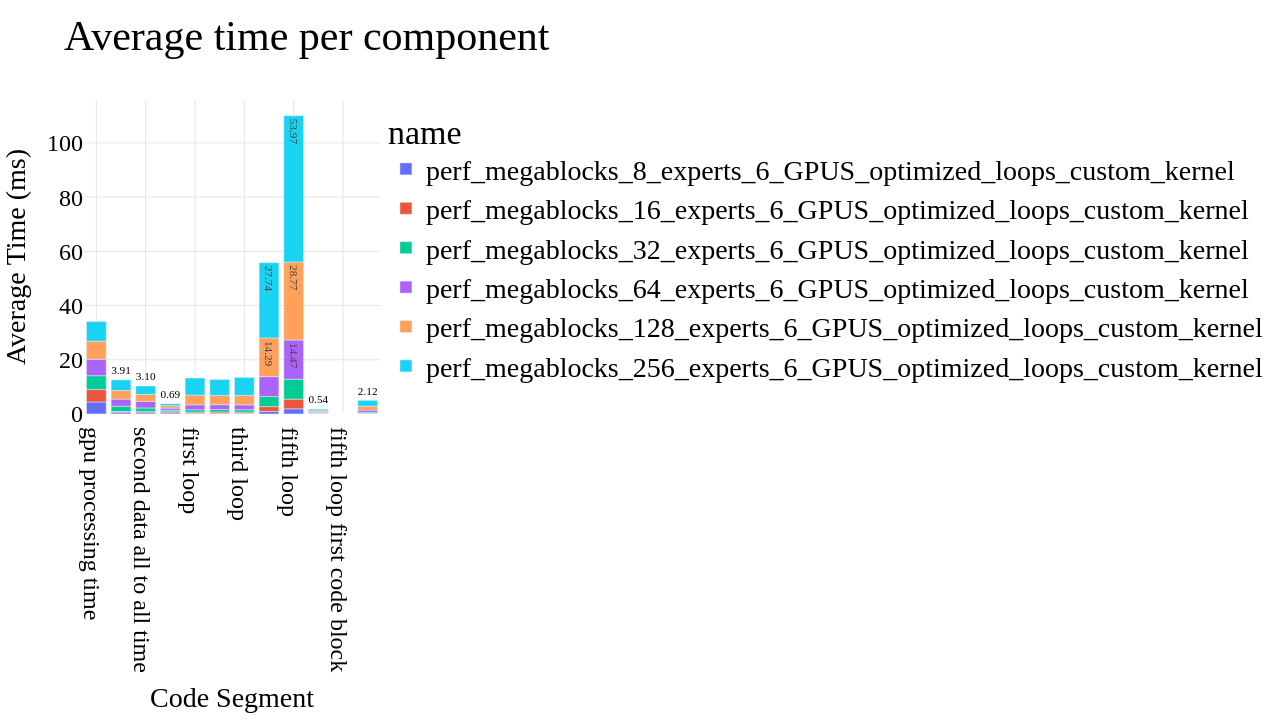 Average time per component
Average Time (ms)
100
80
60
40
20
0
3.91
3.10
0.69
27.74
14.29
53.97
28.77
14.47
0.54
2.12
gpu processing time
second data all to all time
first loop
third loop
fifth loop
fifth loop first code block
Code Segment
name
perf_megablocks_8_experts_6_GPUS_optimized_loops_custom_kernel
perf_megablocks_16_experts_6_GPUS_optimized_loops_custom_kernel
perf_megablocks_32_experts_6_GPUS_optimized_loops_custom_kernel
perf_megablocks_64_experts_6_GPUS_optimized_loops_custom_kernel
perf_megablocks_128_experts_6_GPUS_optimized_loops_custom_kernel
perf_megablocks_256_experts_6_GPUS_optimized_loops_custom_kernel